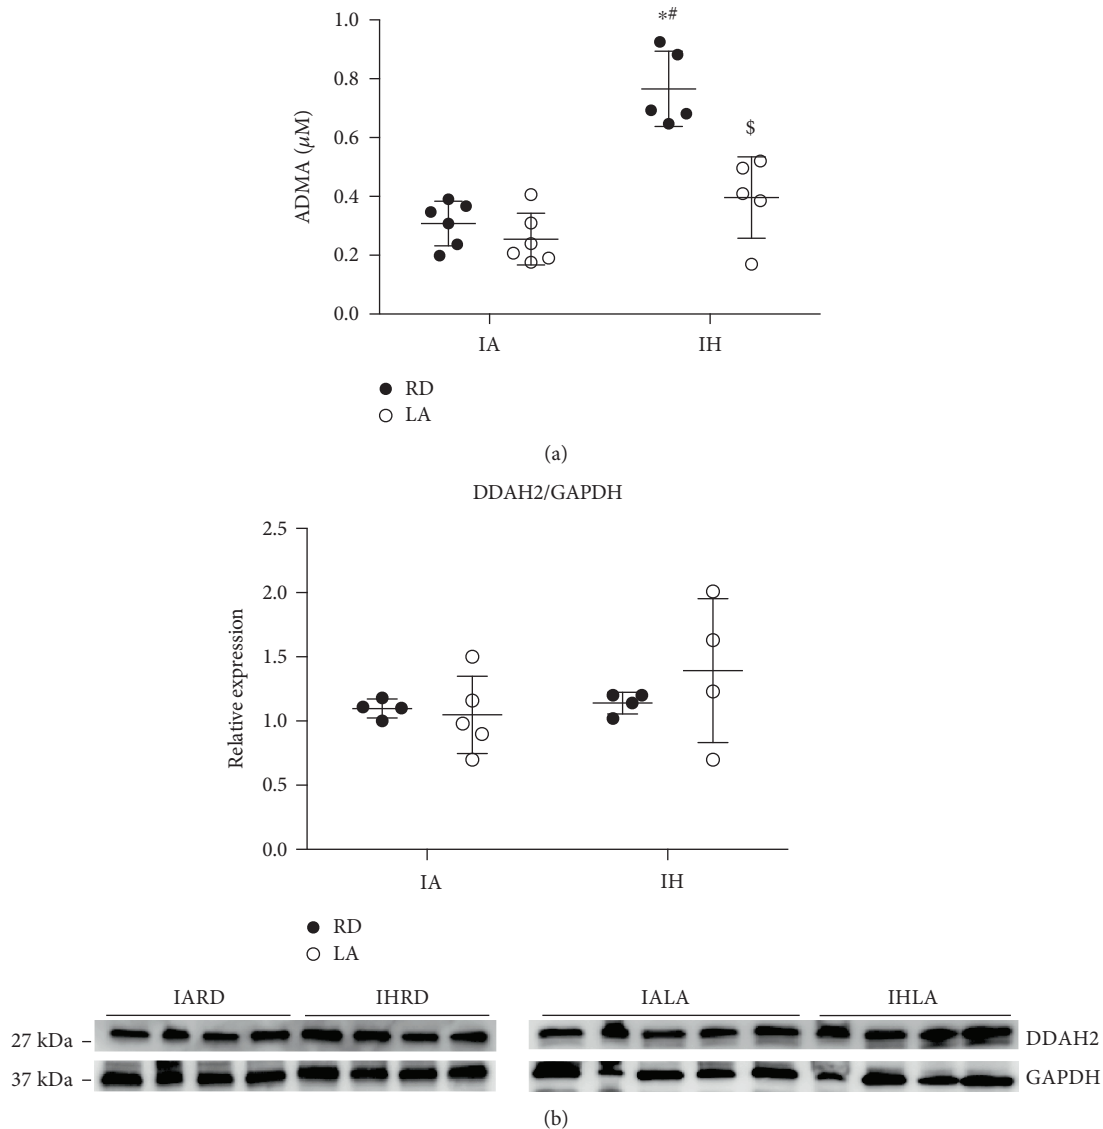 *#
$
1.0
0.8
0.6
0.4
0.2
0.0
ADMA (μM)
IA IH
RD
LA
(a)
DDAH2/GAPDH
2.5
2.0
1.5
1.0
0.5
0.0
Relative expression
IA IH
RD
LA
IARD IHRD IALA IHLA
27 kDa DDAH2
37 kDa GAPDH
(b)